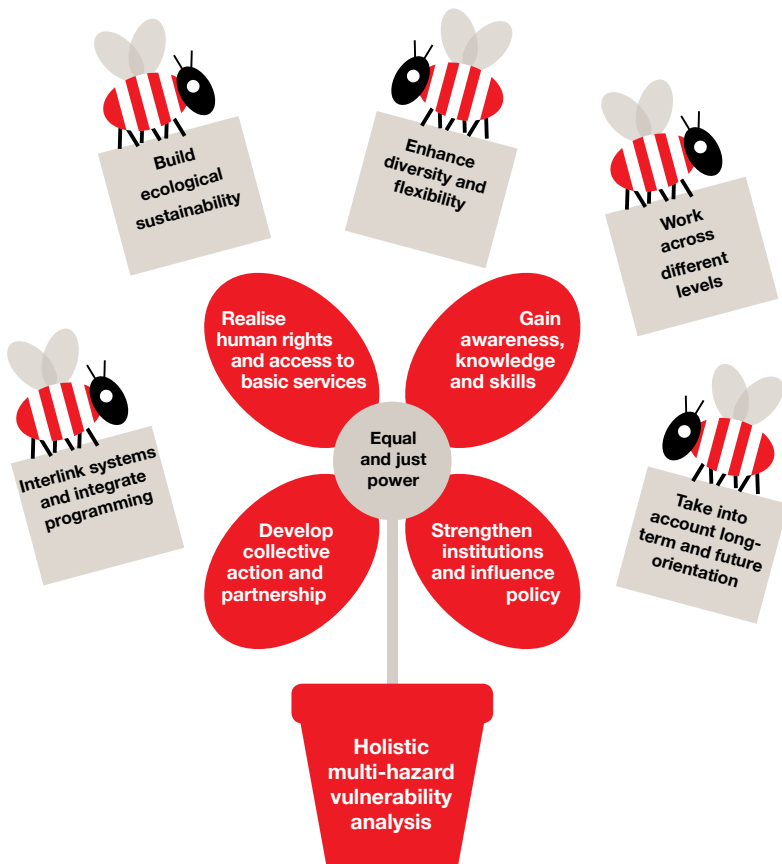 Build
ecological
sustainability
Enhance
diversity and
flexibility
Work
across
different
levels
Realise
human rights
and access to
basic services
Gain
awareness,
knowledge
and skills
Equal
and just
power
Interlink systems
and integrate
programming
Take into
account long-
term and future
orientation
Develop
collective
action and
partnership
Strengthen
institutions
and influence
policy
Holistic
multi-hazard
vulnerability
analysis